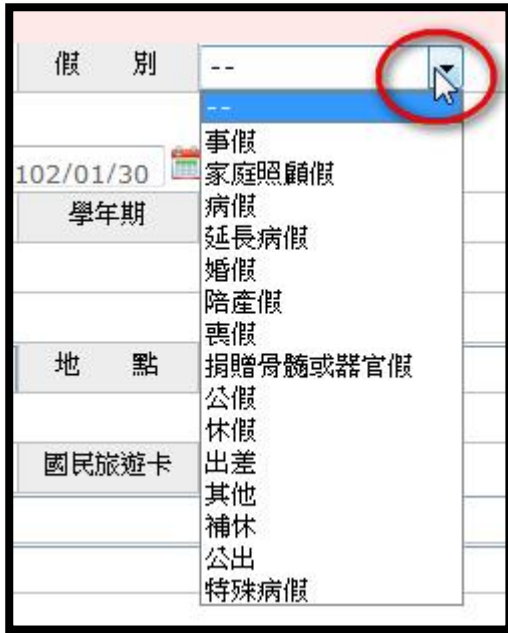 假 別
--
--
事假
102/01/30
家庭照顧假
學年期
病假
延長病假
婚假
陪產假
喪假
地 點
捐贈骨髓或器官假
公假
休假
國民旅遊卡
出差
其他
補休
公出
特殊病假